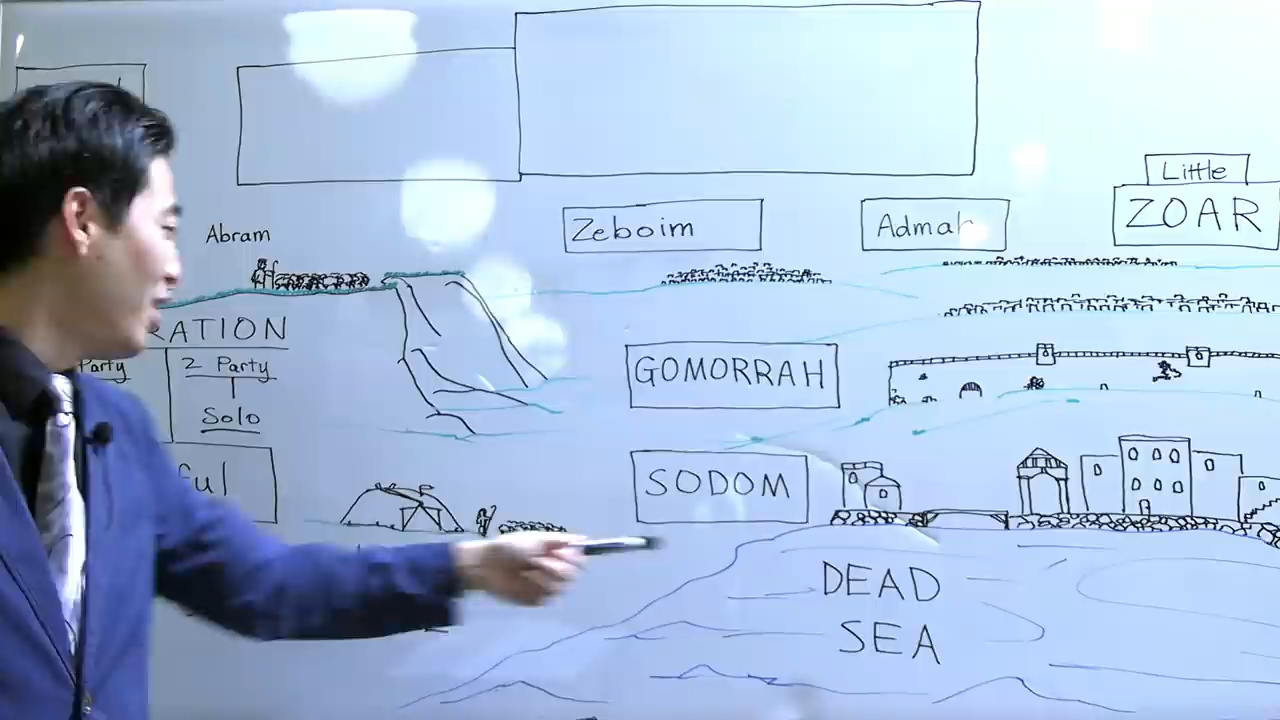 Little
ZOAR
Zeboim
Admah
Abram
RATION
Party
2 Party
Solo
GOMORRAH
ful
SODOM
DEAD
SEA